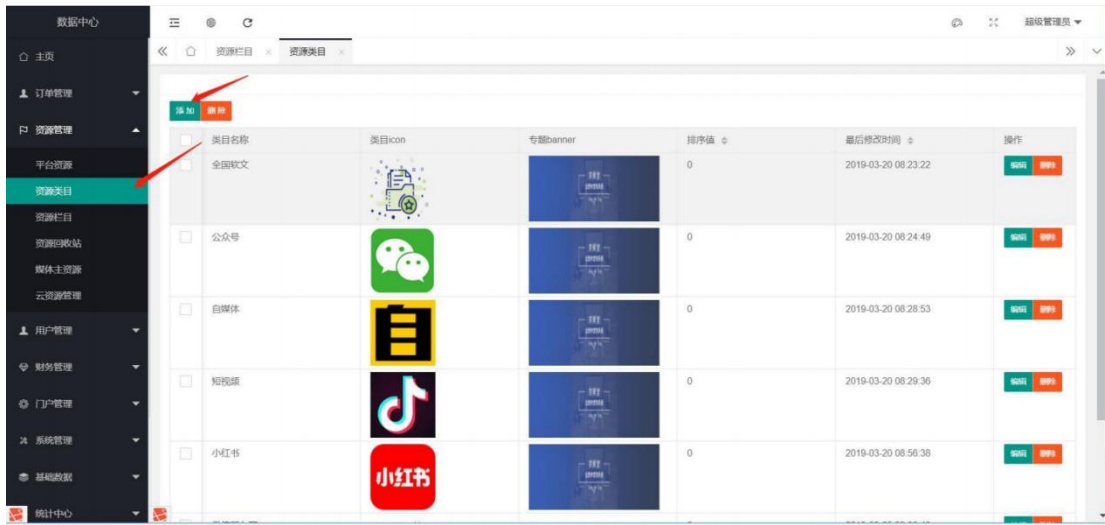 数据中心
超级管理员
主页
资源栏目
资源类目
订单管理
资源管理
平台资源
资源类目
资源栏目
资源回收站
媒体主资源
云资源管理
用户管理
财务管理
门户管理
系统管理
基础数据
统计中心
添加 删除
类目名称 类目icon 专题banner 排序值 最后修改时间 操作
全国软文 0 2019-03-20 08:23:22 编辑 删除
公众号 0 2019-03-20 08:24:49 编辑 删除
自媒体 0 2019-03-20 08:28:53 编辑 删除
短视频 0 2019-03-20 08:29:36 编辑 删除
小红书 小红书 0 2019-03-20 08:56:38 编辑 删除